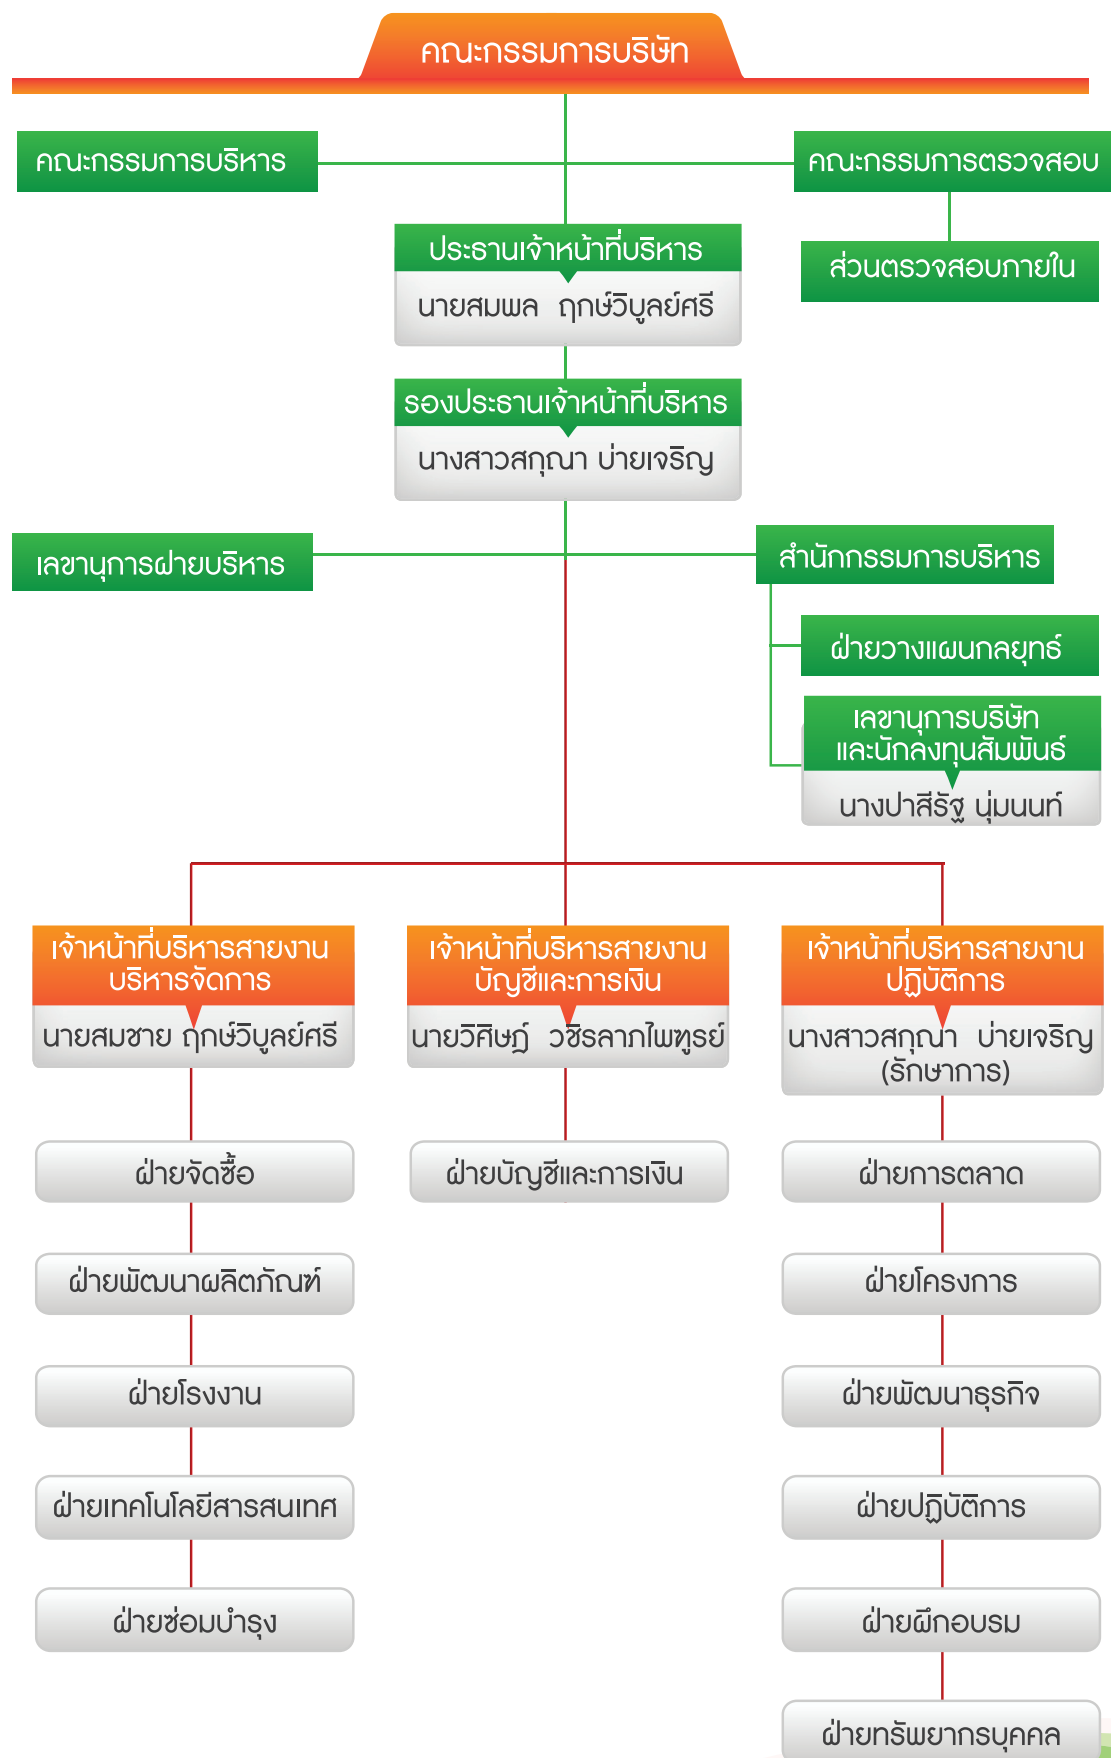 คณะกรรมการบริษัท
คณะกรรมการบริหาร
คณะกรรมการตรวจสอบ
ประธานเจ้าหน้าที่บริหาร
นายสมพล ฤกษ์วิบูลย์ศรี
ส่วนตรวจสอบภายใน
รองประธานเจ้าหน้าที่บริหาร
นางสาวสกุณา บ่ายเจริญ
เลขานุการฝ่ายบริหาร
สำนักกรรมการบริหาร
ฝ่ายวางแผนกลยุทธ์
เลขานุการบริษัท
และนักลงทุนสัมพันธ์
นางปาสีรัฐ นุ่มนนท์
เจ้าหน้าที่บริหารสายงาน
บริหารจัดการ
นายสมชาย ฤกษ์วิบูลย์ศรี
ฝ่ายจัดซื้อ
ฝ่ายพัฒนาผลิตภัณฑ์
ฝ่ายโรงงาน
ฝ่ายเทคโนโลยีสารสนเทศ
ฝ่ายซ่อมบำรุง
เจ้าหน้าที่บริหารสายงาน
บัญชีและการเงิน
นายวิศิษฎ์ วชิรลาภไพฑูรย์
ฝ่ายบัญชีและการเงิน
เจ้าหน้าที่บริหารสายงาน
ปฏิบัติการ
นางสาวสกุณา บ่ายเจริญ
(รักษาการ)
ฝ่ายการตลาด
ฝ่ายโครงการ
ฝ่ายพัฒนาธุรกิจ
ฝ่ายปฏิบัติการ
ฝ่ายฝึกอบรม
ฝ่ายทรัพยากรบุคคล